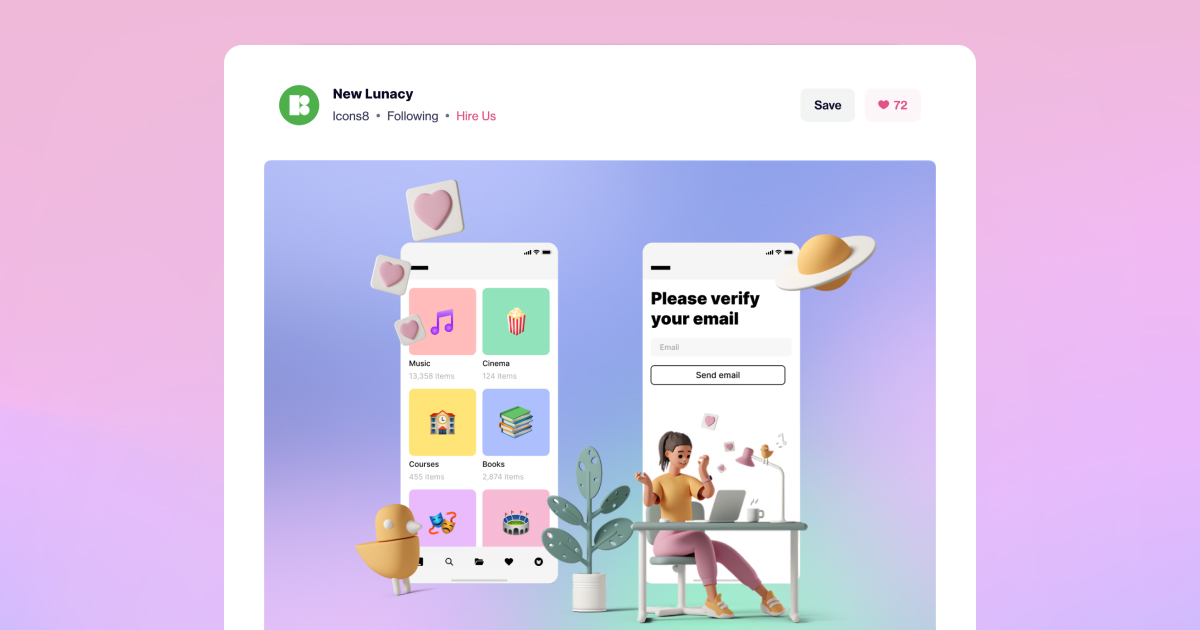 New Lunacy
Icons8 • Following • Hire Us
Save
72
Music
13,358 items
Cinema
124 items
Courses
455 items
Books
2,874 items
Please verify
your email
Email
Send email